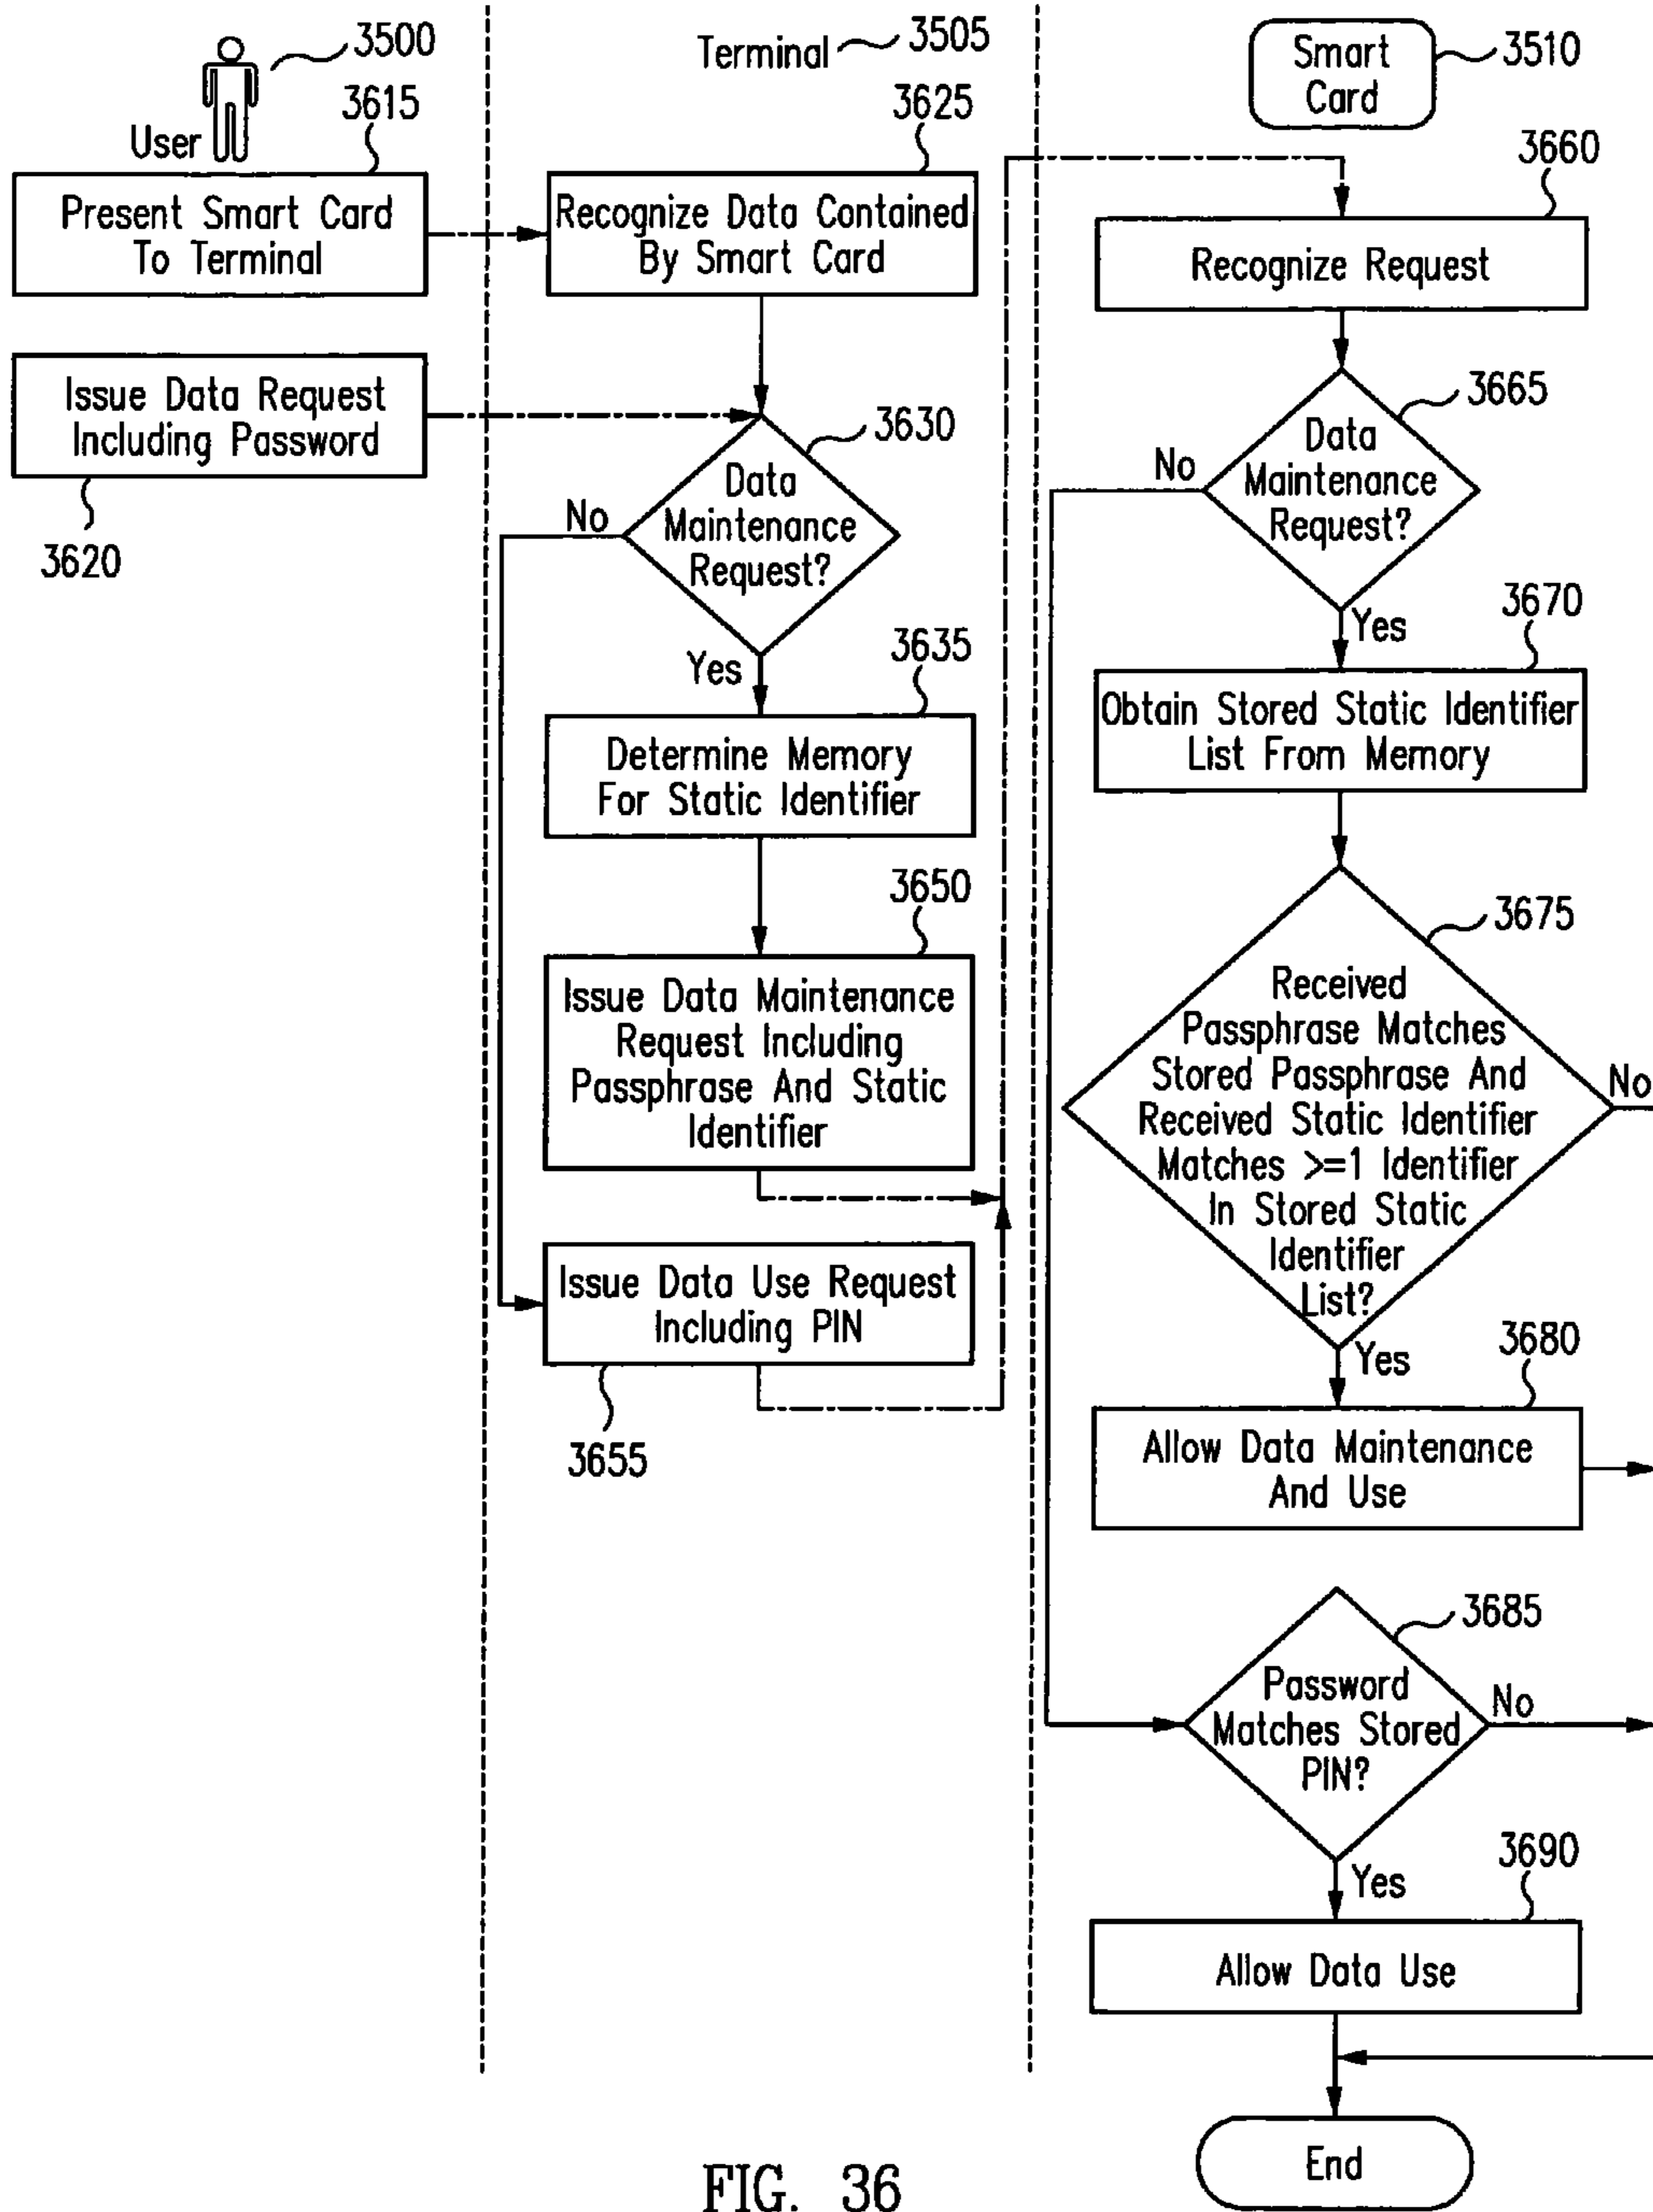 3500
User
3615
Present Smart Card
To Terminal
Issue Data Request
Including Password
3620
Terminal
3505
3625
Recognize Data Contained
By Smart Card
3630
Data
Maintenance
Request?
No
Yes
3635
Determine Memory
For Static Identifier
3650
Issue Data Maintenance
Request Including
Passphrase And Static
Identifier
Issue Data Use Request
Including PIN
3655
Smart
Card
3510
3660
Recognize Request
3665
Data
Maintenance
Request?
No
Yes
3670
Obtain Stored Static Identifier
List From Memory
3675
Received
Passphrase Matches
Stored Passphrase And
Received Static Identifier
Matches >=1 Identifier
In Stored Static
Identifier
List?
No
Yes
3680
Allow Data Maintenance
And Use
3685
Password
Matches Stored
PIN?
No
Yes
3690
Allow Data Use
End
FIG. 36